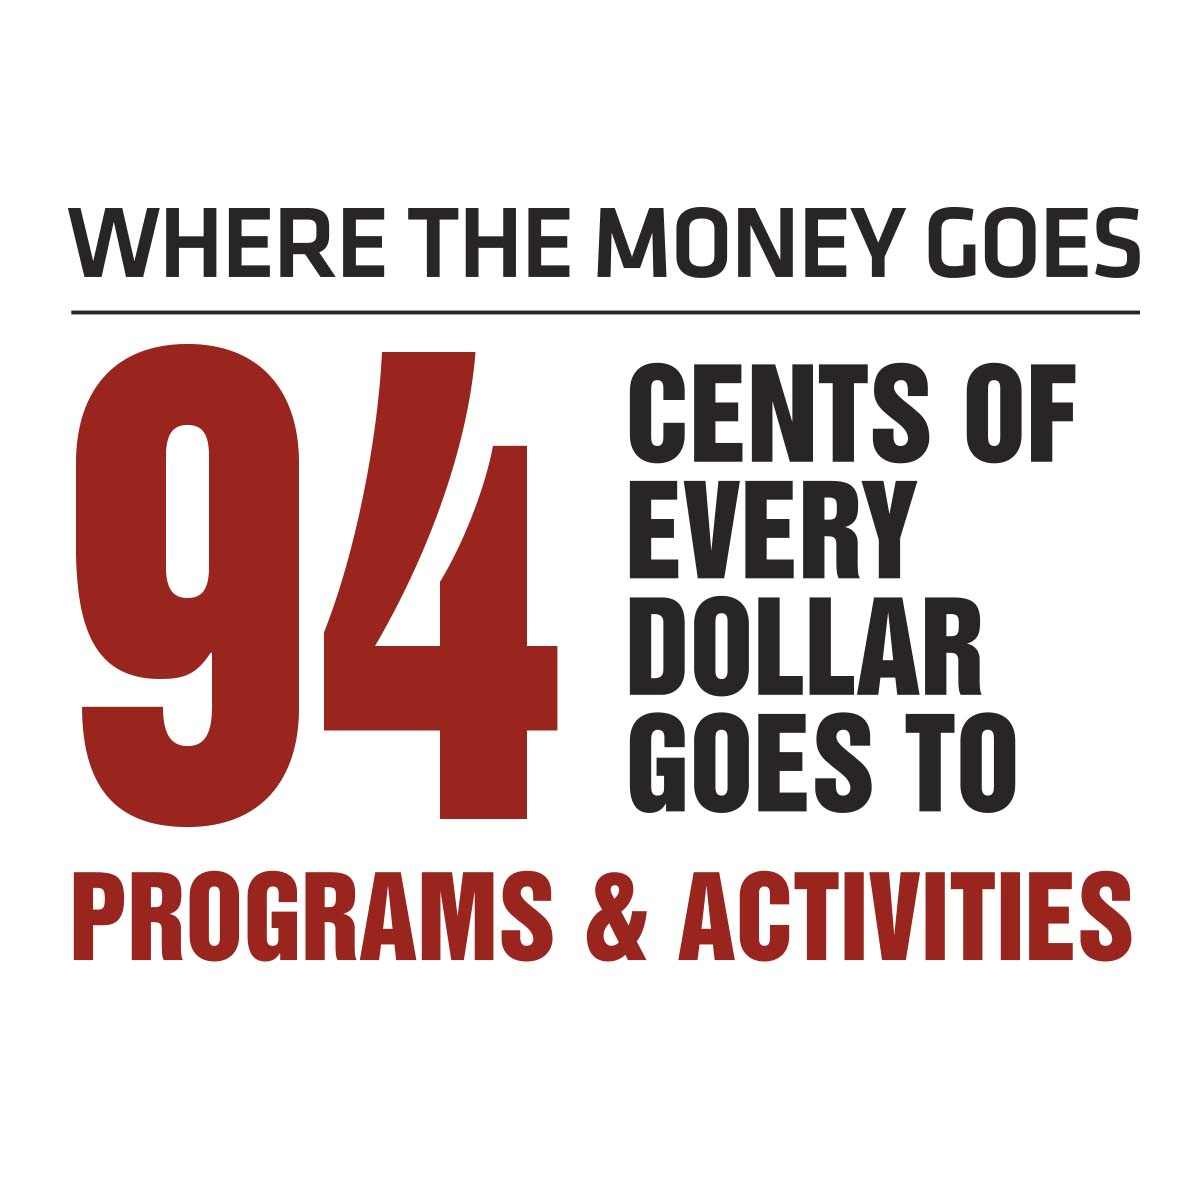 WHERE THE MONEY GOES
94
CENTS OF
EVERY
DOLLAR
GOES TO
PROGRAMS & ACTIVITIES